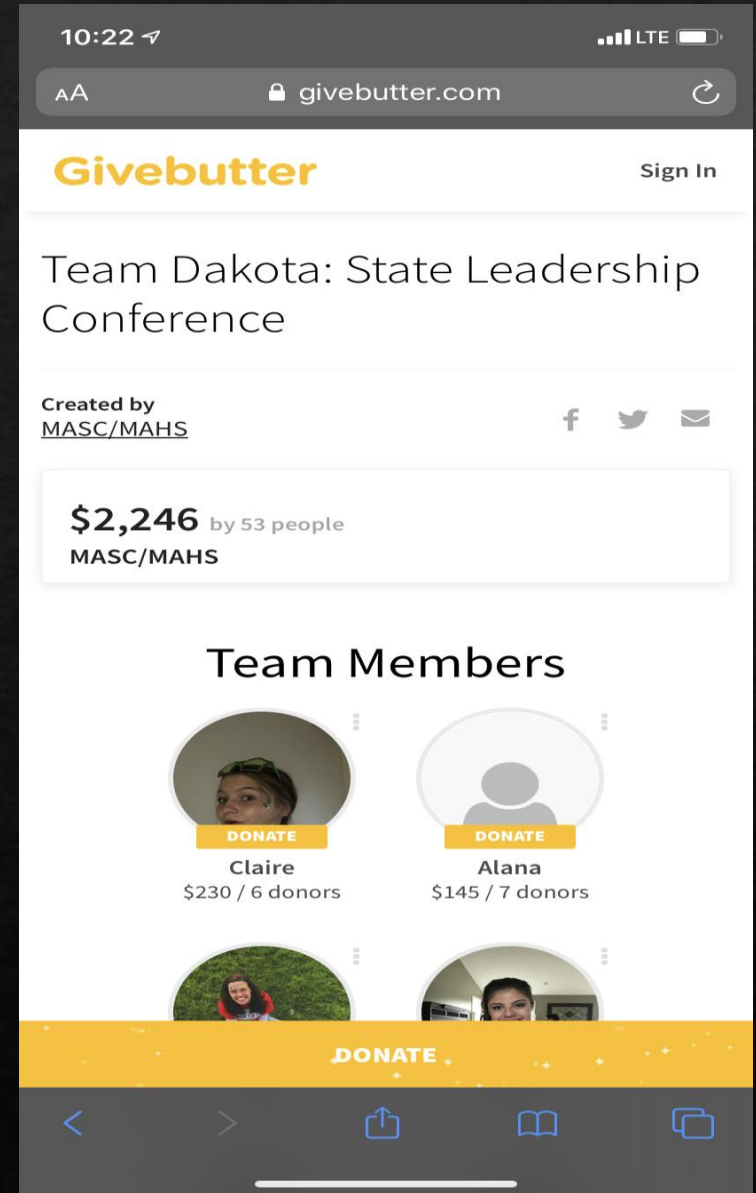 10:22 LTE
AA givebutter.com
Givebutter Sign In
Team Dakota: State Leadership
Conference
Created by
MASC/MAHS
$2,246 by 53 people
MASC/MAHS
Team Members
DONATE DONATE
Claire Alana
$230 / 6 donors $145 / 7 donors
DONATE